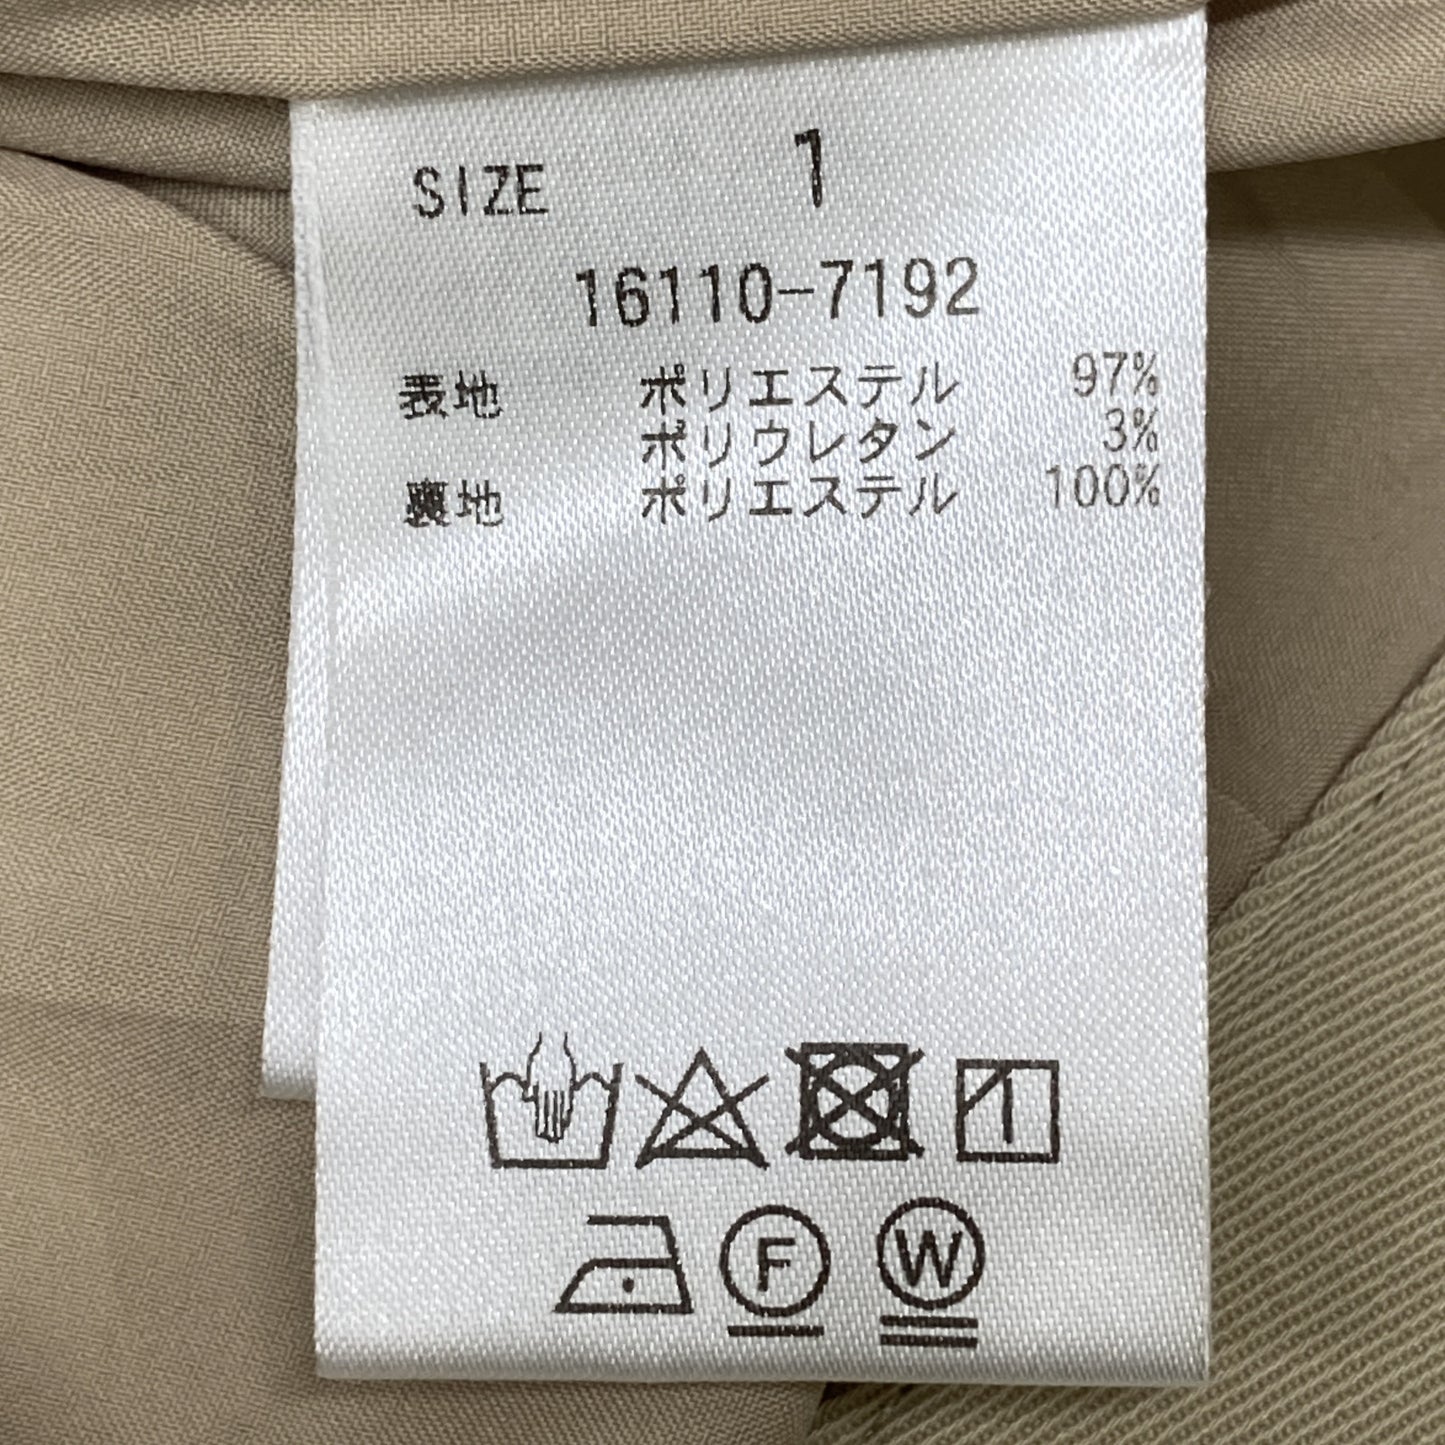 SIZE 1
16110-7192
表地 ポリエステル 97%
ポリウレタン 3%
裏地 ポリエステル 100%
F W